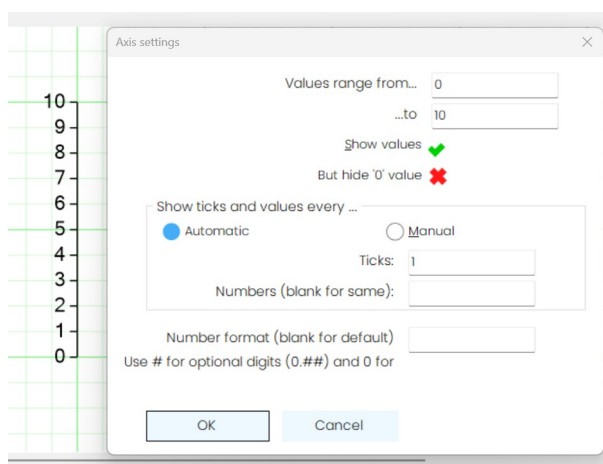 Axis settings
Values range from... 0
...to 10
Show values
But hide '0' value
Show ticks and values every ...
Automatic Manual
Ticks: 1
Numbers (blank for same):
Number format (blank for default)
Use # for optional digits (0.##) and 0 for
OK Cancel
10
9
8
7
6
5
4
3
2
1
0